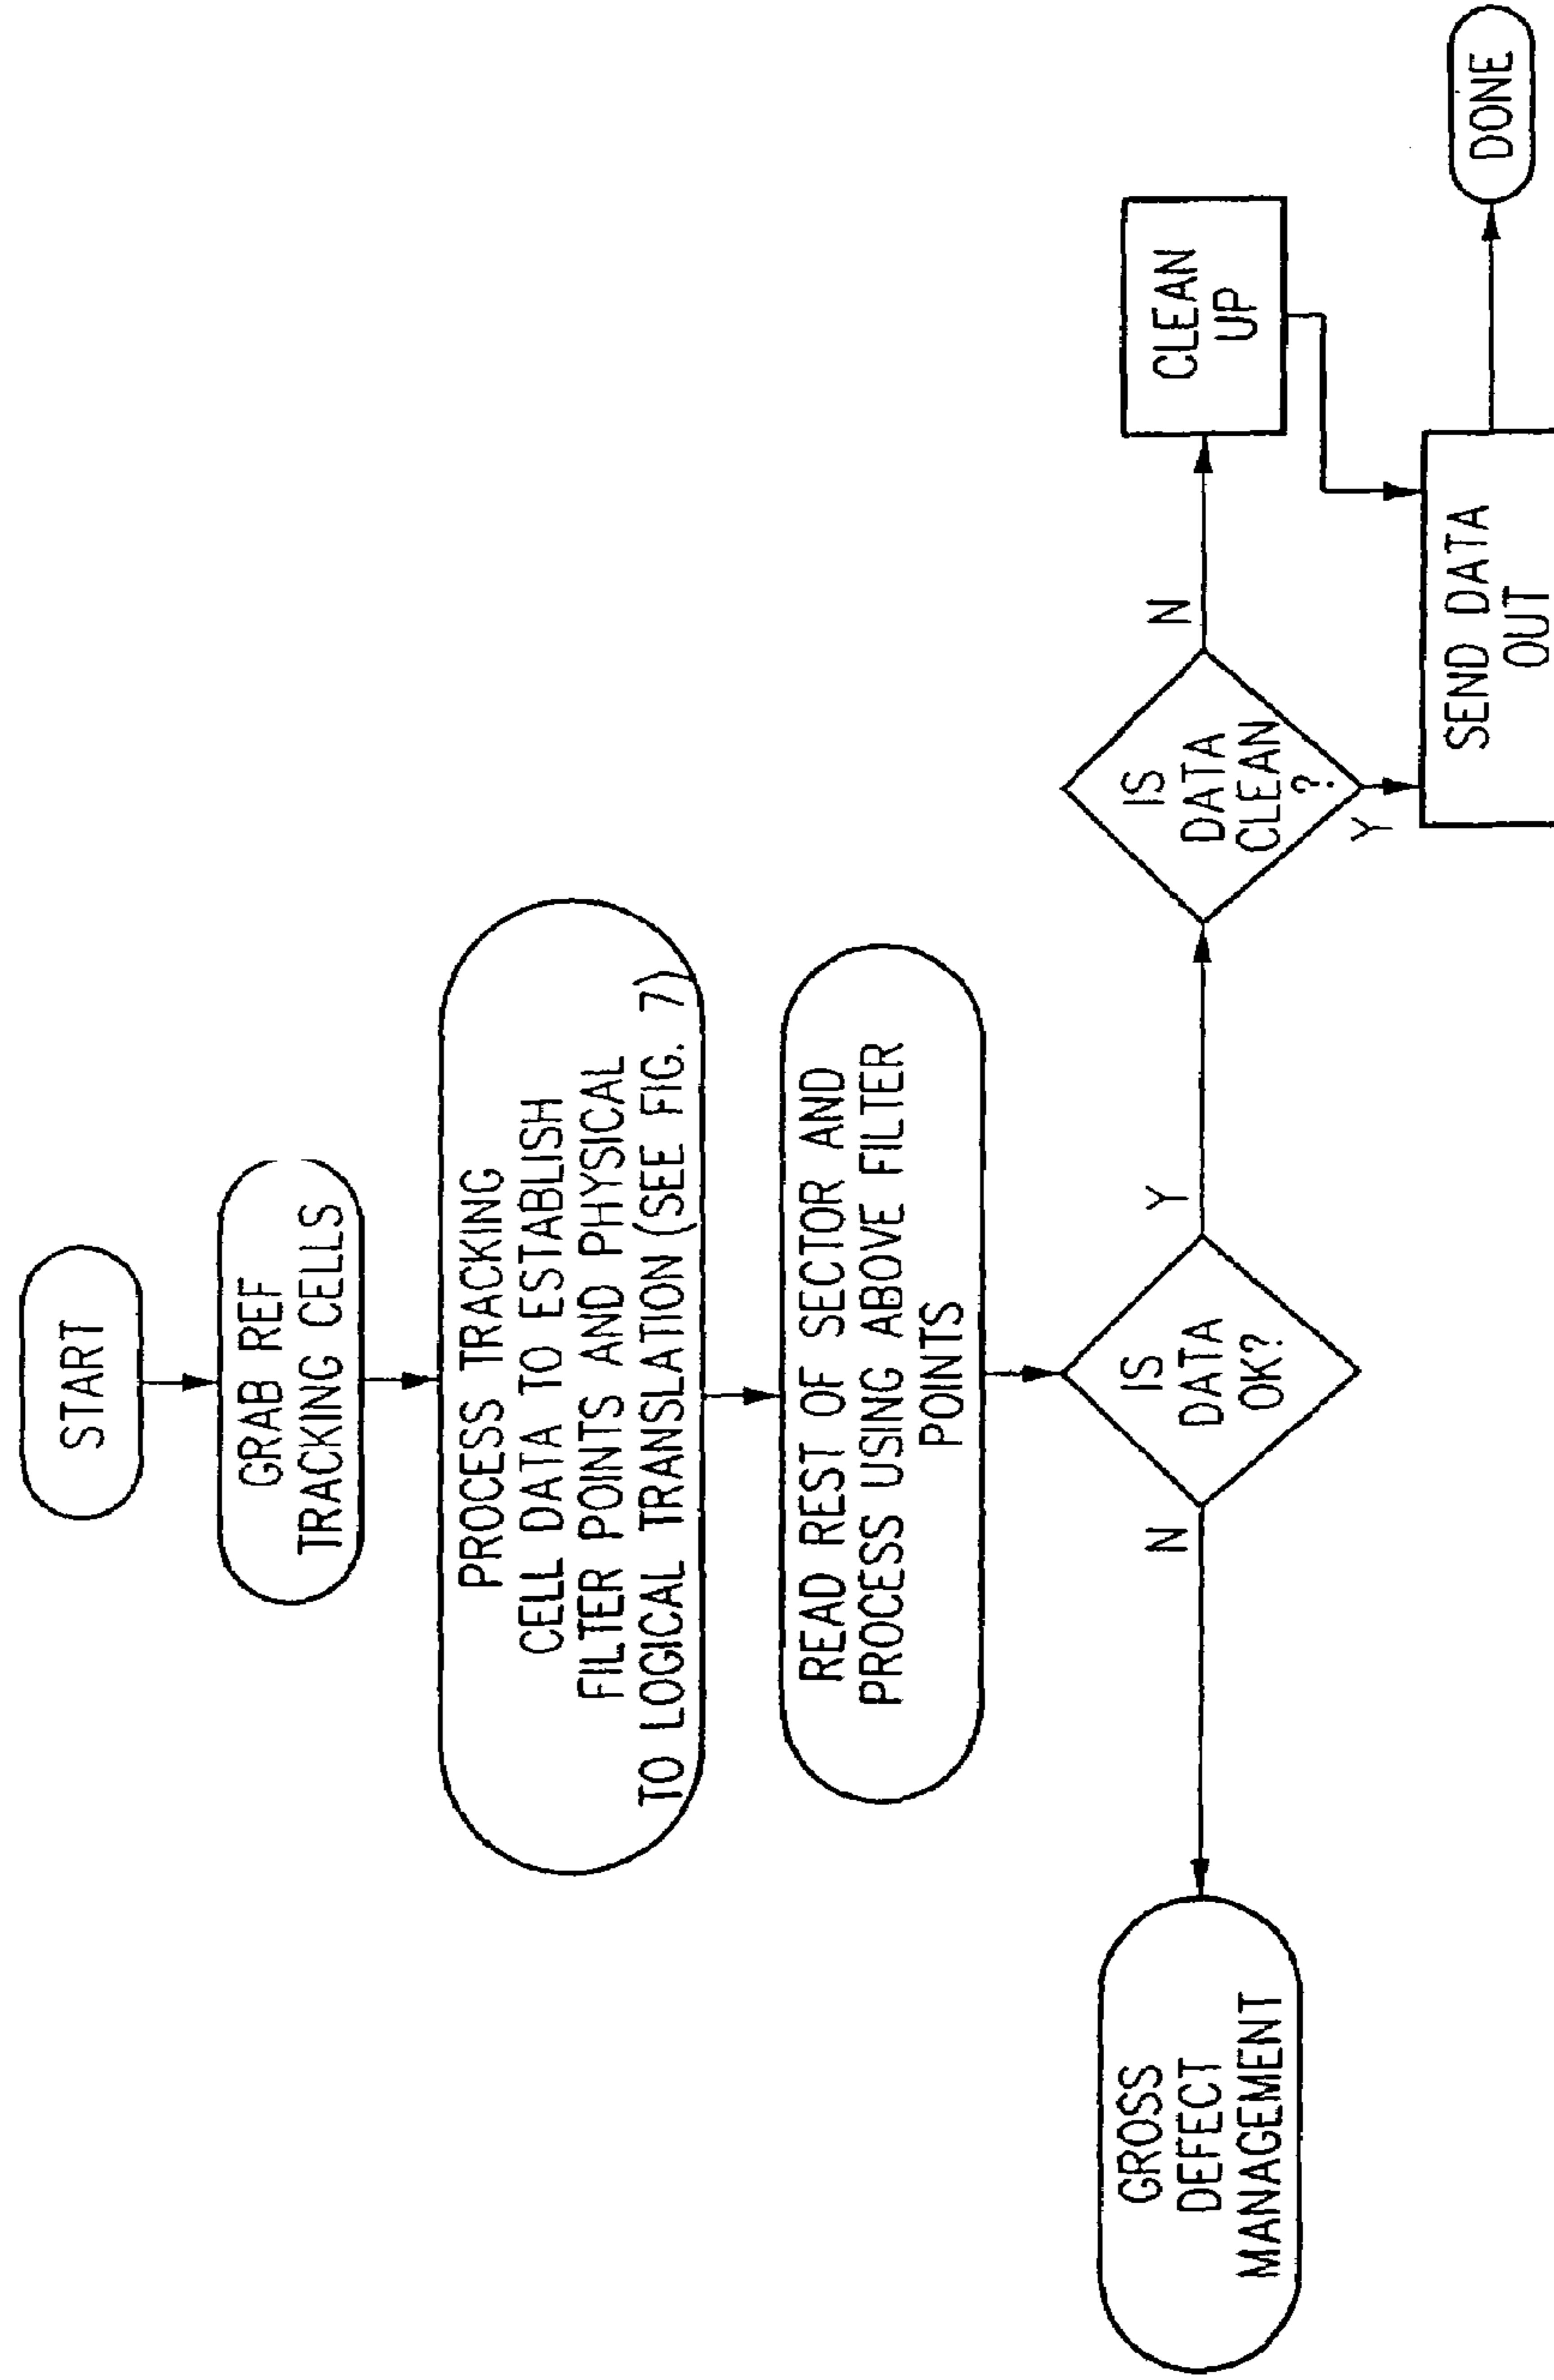 START
GRAB REF
TRACKING CELLS
PROCESS TRACKING
CELL DATA TO ESTABLISH
FILTER POINTS AND PHYSICAL
TO LOGICAL TRANSLATION (SEE FIG. 7)
READ REST OF SECTOR AND
PROCESS USING ABOVE FILTER
POINTS
IS
DATA
OK?
N
Y
GROSS
DEFECT
MANAGEMENT
IS
DATA
CLEAN
?
N
Y
CLEAN
UP
SEND DATA
OUT
DONE